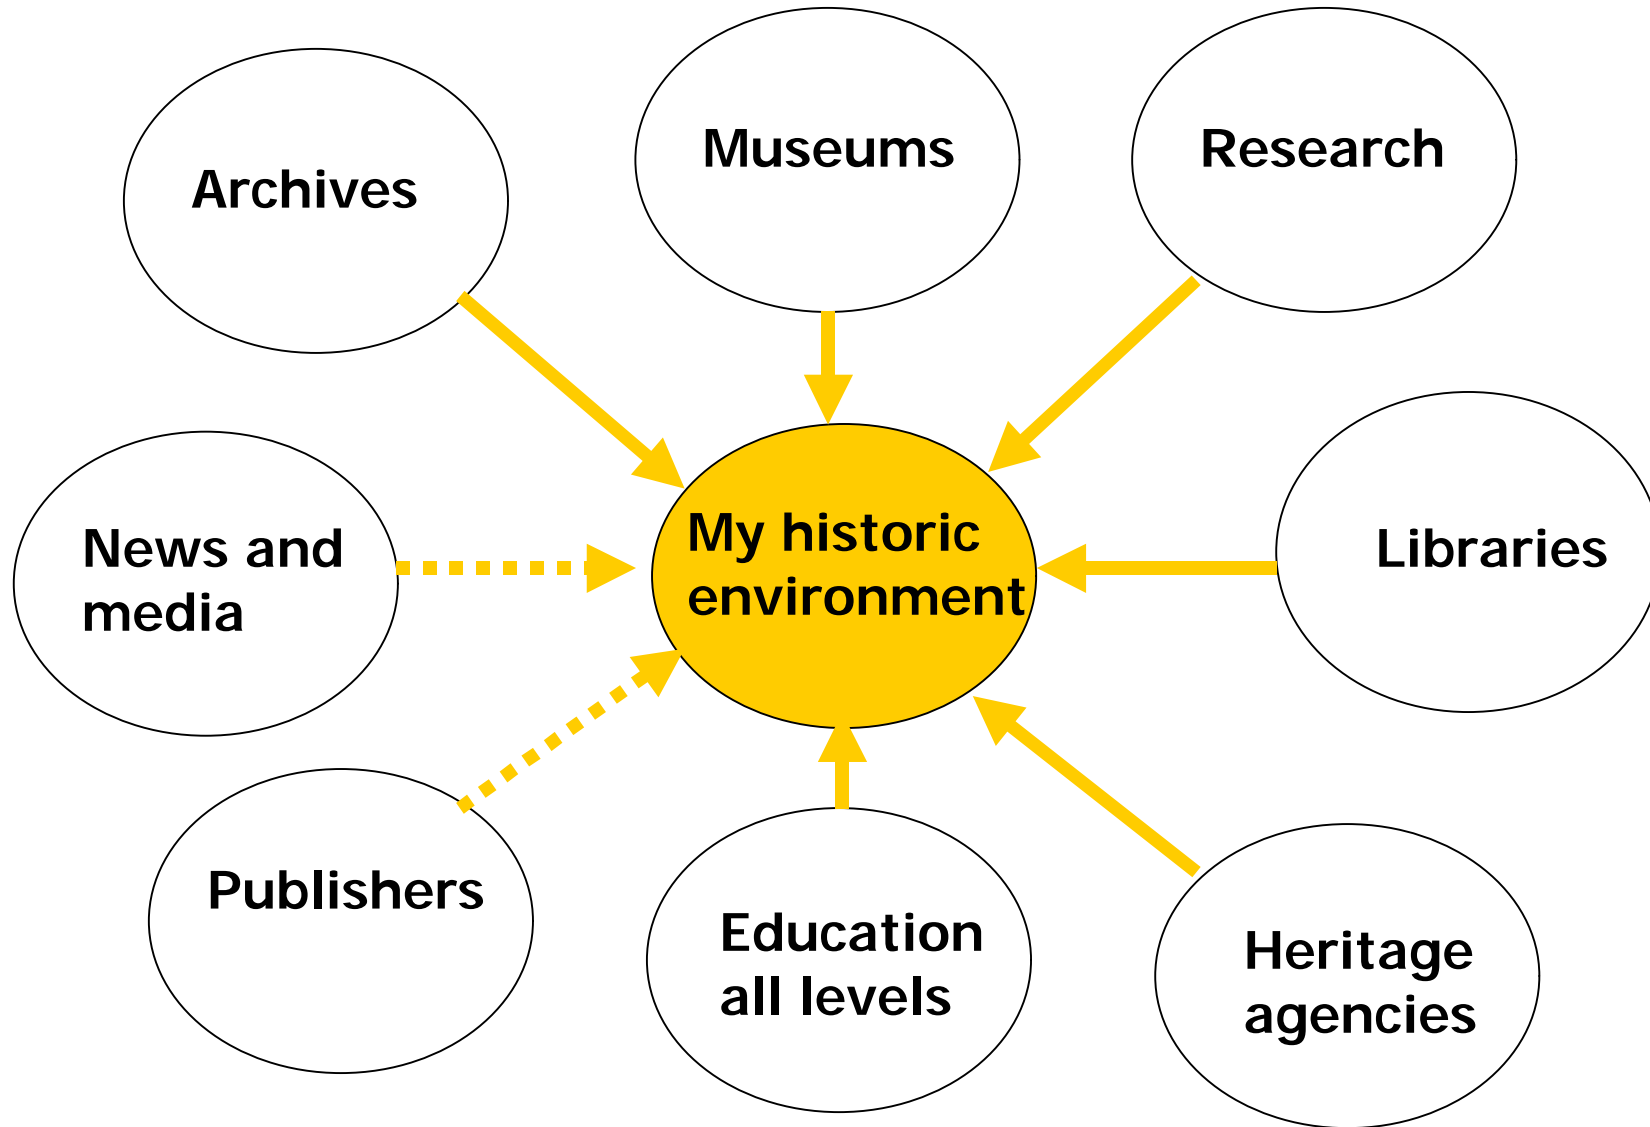 Archives
Museums
Research
News and
media
My historic
environment
Libraries
Publishers
Education
all levels
Heritage
agencies